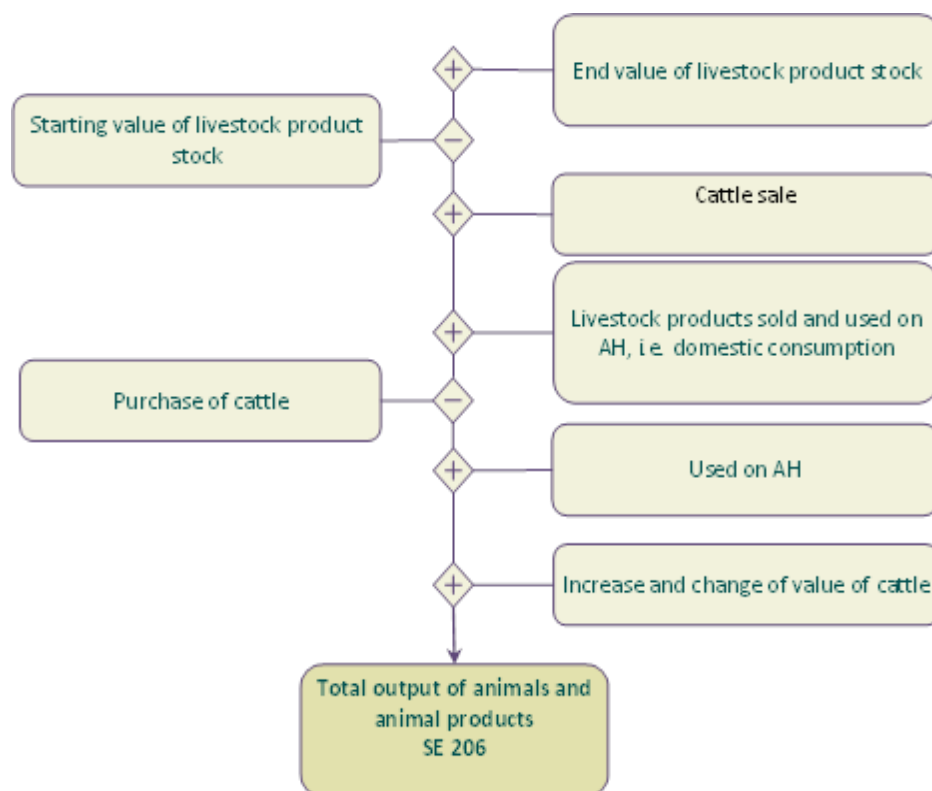 End value of livestock product stock
Starting value of livestock product
stock
Cattle sale
Livestock products sold and used on
AH, i.e. domestic consumption
Purchase of cattle
Used on AH
Increase and change of value of cattle
Total output of animals and
animal products
SE 206